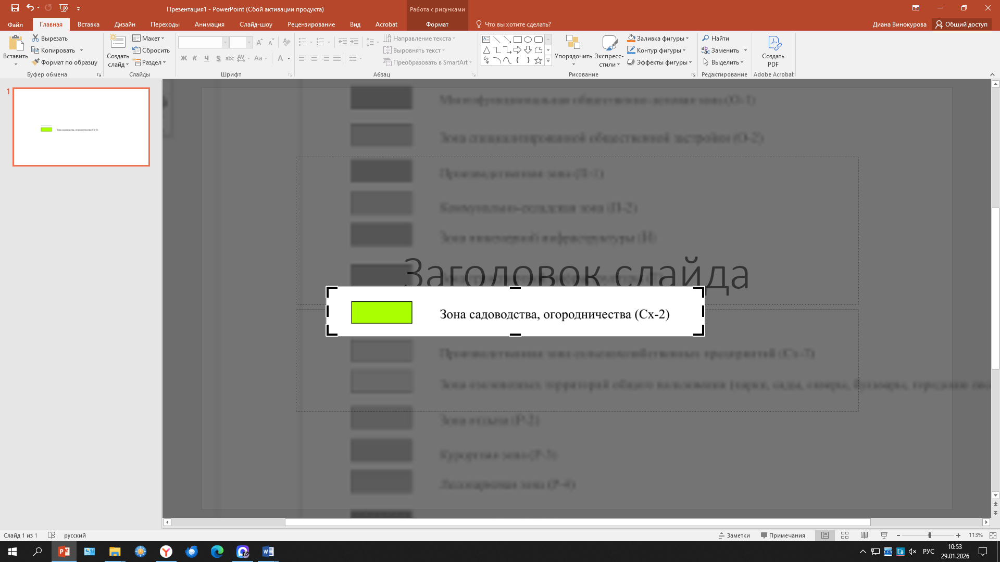 Презентация1 - PowerPoint (Сбой активации продукта)
Работа с рисунками
Файл
Главная
Вставка
Дизайн
Переходы
Анимация
Слайд-шоу
Рецензирование
Вид
Acrobat
Формат
Что вы хотите сделать?
Диана Винокурова
Общий доступ
Вставить
Вырезать
Копировать
Формат по образцу
Буфер обмена
Создать слайд
Макет
Сбросить
Раздел
Слайды
Ж К Ч S abc AV Aa A
Шрифт
Направление текста
Выровнять текст
Преобразовать в SmartArt
Абзац
Упорядочить
Экспресс-стили
Заливка фигуры
Контур фигуры
Эффекты фигуры
Рисование
Найти
Заменить
Выделить
Редактирование
Создать PDF
Adobe Acrobat
1
Зона садоводства, огородничества (Сх-2)
Многофункциональная общественно-деловая зона (О-1)
Зона специализированной общественной застройки (О-2)
Производственная зона (П-1)
Коммунально-складская зона (П-2)
Зона инженерной инфраструктуры (И)
Заголовок слайда
Зона садоводства, огородничества (Сх-2)
Производственная зона сельскохозяйственных предприятий (Сх-3)
Зона озелененных территорий общего пользования (парки, сады, скверы, бульвары, городские
Зона отдыха (Р-2)
Курортная зона (Р-3)
Лесопарковая зона (Р-4)
Слайд 1 из 1
русский
Заметки
Примечания
113%
82
РУС
10:53
29.01.2026